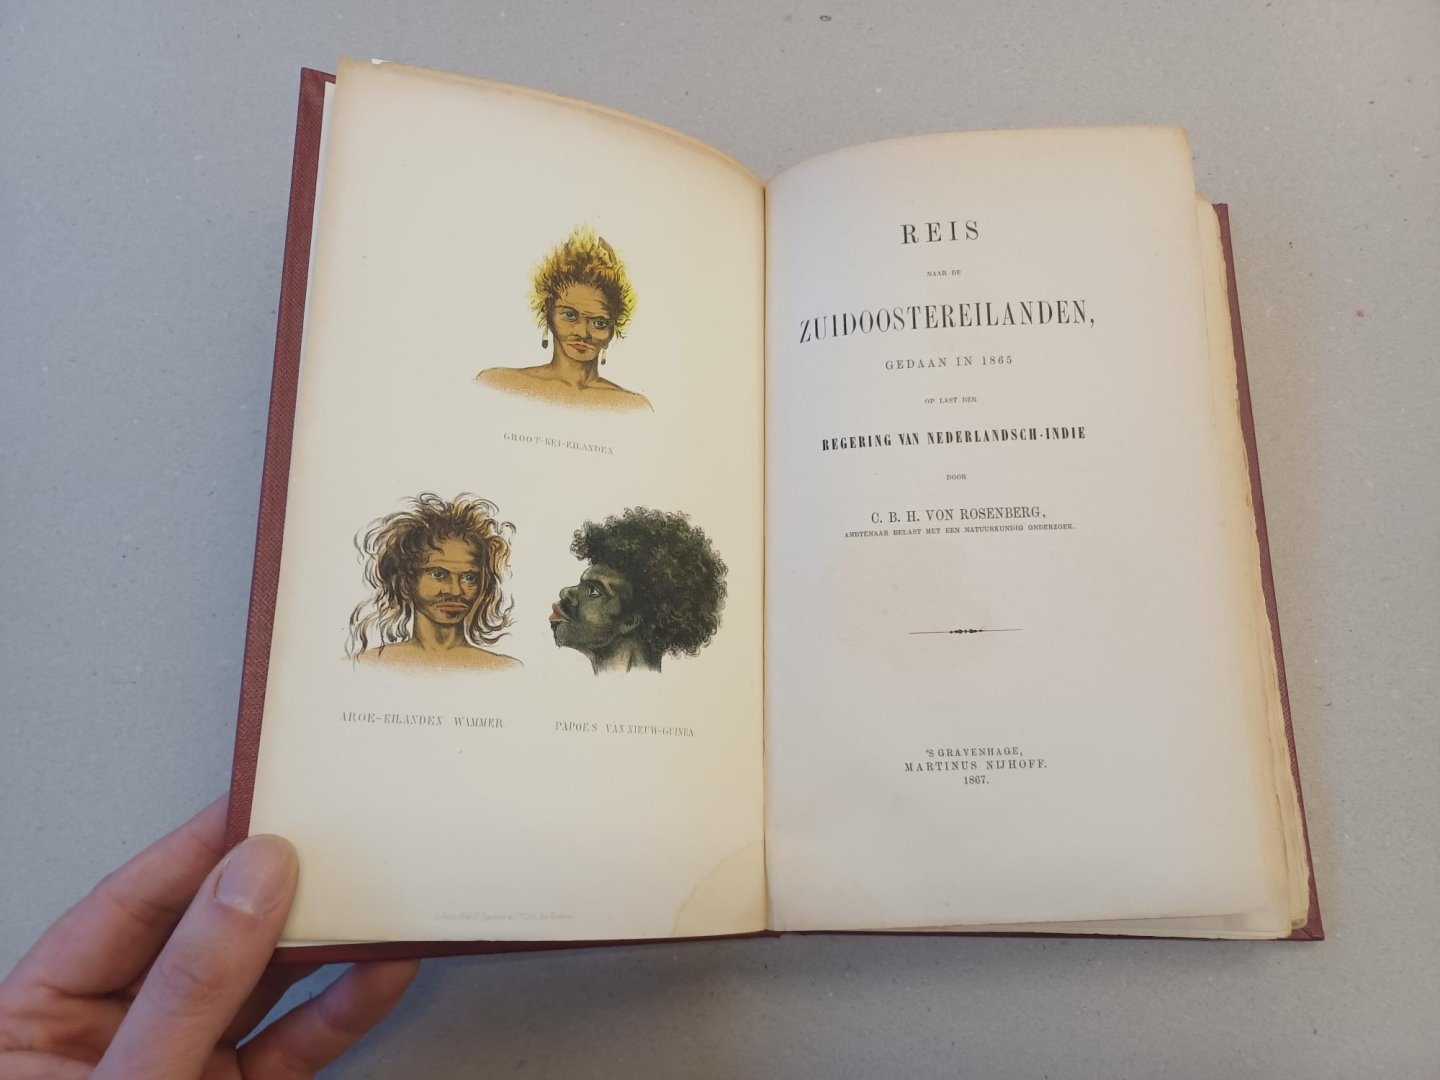 GROOT-KEI-EILANDEN
AROE-EILANDEN WAMMER.
PAPOES VAN NIEUW-GUINEA
REIS
NAAR DE
ZUIDOOSTEREILANDEN,
GEDAAN IN 1865
OP LAST DER
REGERING VAN NEDERLANDSCH-INDIE
DOOR
C. B. H. VON ROSENBERG,
AMBTENAAR BELAST MET EEN NATUURKUNDIG ONDERZOEK.
'S GRAVENHAGE,
MARTINUS NIJHOFF.
1867.